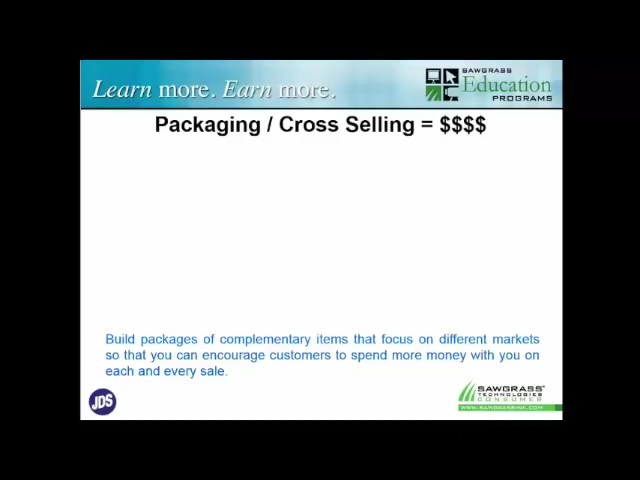 Learn more. Earn more.
SAWGRASS
Education
PROGRAMS
Packaging / Cross Selling = $$$$
Build packages of complementary items that focus on different markets
so that you can encourage customers to spend more money with you on
each and every sale.
JDS
SAWGRASS
TECHNOLOGIES
CONSUMER
WWW.SAWGRASSINK.COM